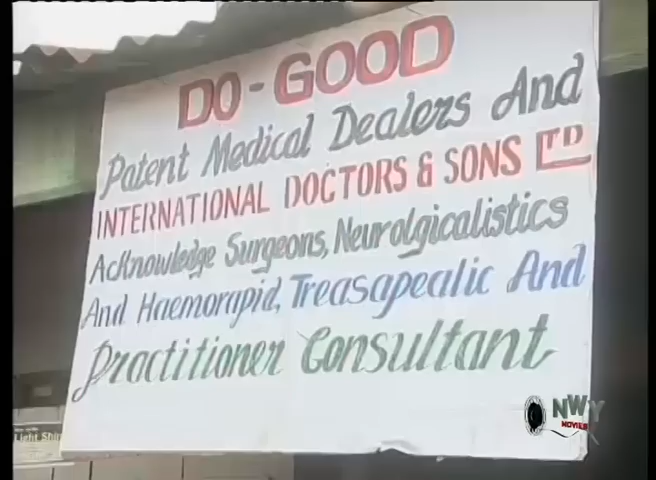 DO-GOOD
Patent Medical Dealers And
INTERNATIONAL DOCTORS & SONS LTD
Acknowledge Surgeons, Neurolgicalistics
And Haemorapid, Treasapealic And
Practitioner Consultant
NWY
MOVIES